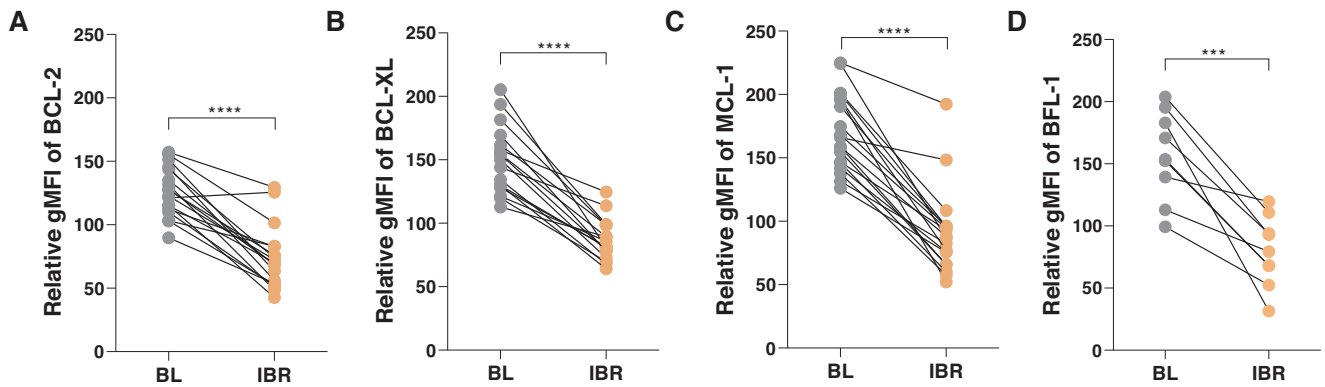 A
Relative gMFI of BCL-2
250
200
150
100
50
0
****
BL IBR
B
Relative gMFI of BCL-XL
250
200
150
100
50
0
****
BL IBR
C
Relative gMFI of MCL-1
250
200
150
100
50
0
****
BL IBR
D
Relative gMFI of BFL-1
250
200
150
100
50
0
***
BL IBR